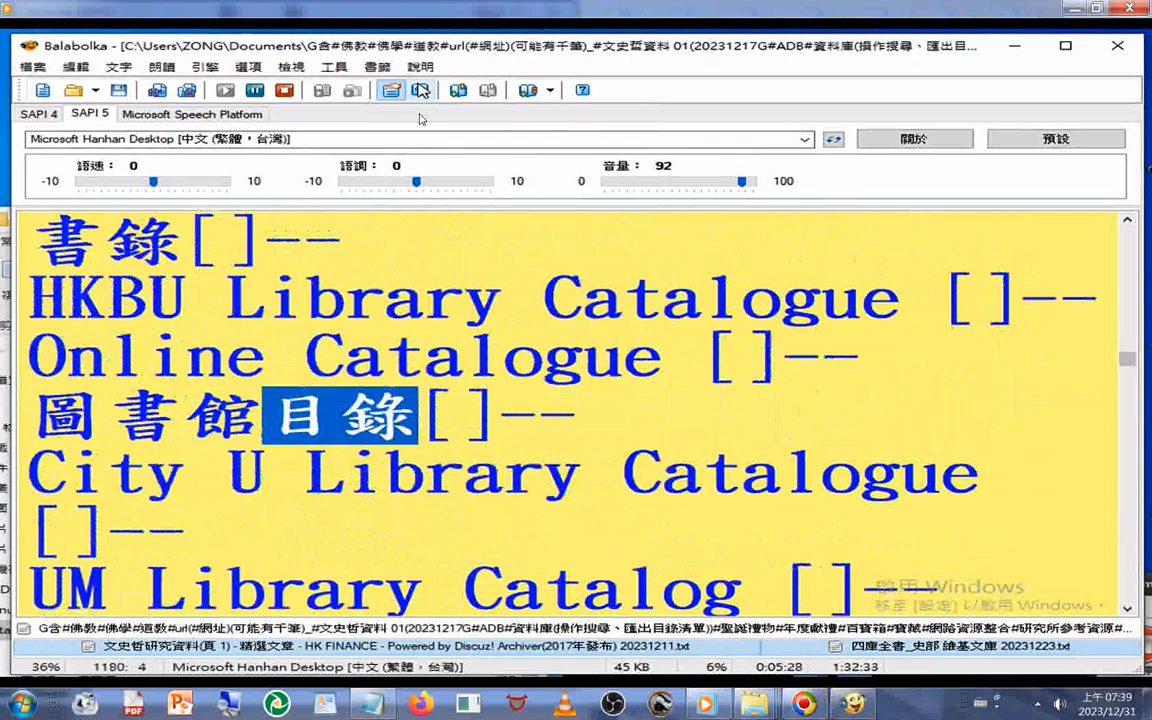 Balabolka - [C:\Users\ZONG\Documents\G含#佛教#佛學#道教#url(#網址)(可能有千筆)_#文史哲資料 01(20231217G#ADB#資料庫(操作搜尋、匯出目...
檔案 編輯 文字 朗讀 引擎 選項 檢視 工具 書籤 說明
SAPI 4 SAPI 5 Microsoft Speech Platform
Microsoft Hanhan Desktop [中文 (繁體，台灣)] 關於 預設
語速： 0 語調： 0 音量： 92
-10 10 -10 10 0 100
書錄[]--
HKBU Library Catalogue []--
Online Catalogue []--
圖書館目錄[]--
City U Library Catalogue
[]--
UM Library Catalog []--
啟用 Windows
移至 [設定] 以啟用 Windows。
G含#佛教#佛學#道教#url(#網址)(可能有千筆)_#文史哲資料 01(20231217G#ADB#資料庫(操作搜尋、匯出目錄清單))#聖誕禮物#年度獻禮#百寶箱#寶藏#網路資源整合#研究所參考資源#...
文史哲研究資料(頁 1) - 精選文章 - HK FINANCE - Powered by Discuz! Archiver(2017年發布) 20231211.txt 四庫全書_史部 維基文庫 20231223.txt
36% 1180: 4 Microsoft Hanhan Desktop [中文 (繁體，台灣)] 45 KB 6% 0:05:28 1:32:33
上午 07:39
2023/12/31